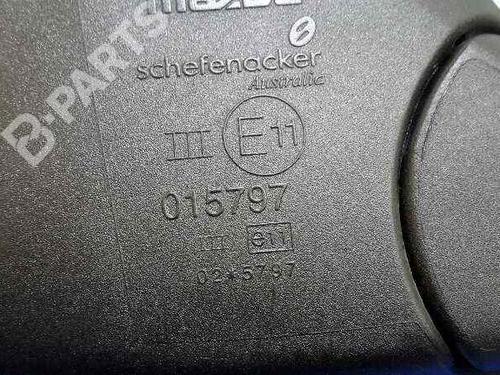 B-PARTS
schefenacker
Australia
III E11
015797
III e11
02*5797